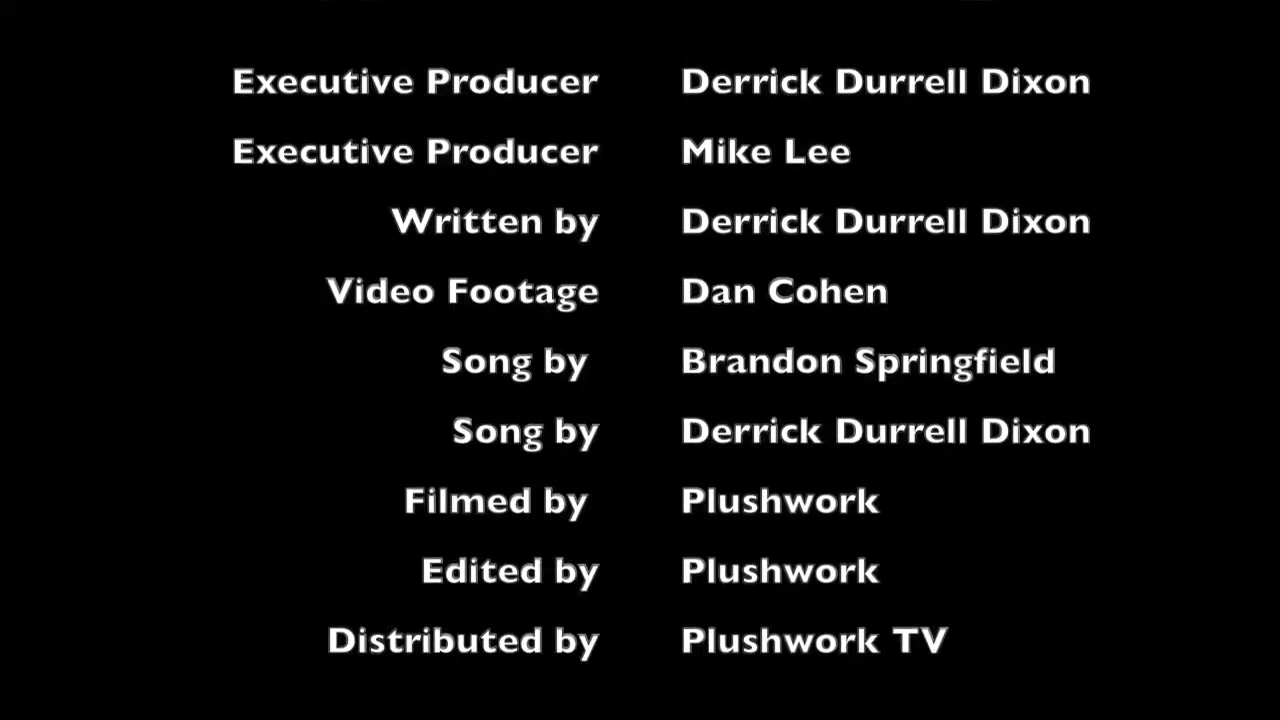 Executive Producer Derrick Durrell Dixon
Executive Producer Mike Lee
Written by Derrick Durrell Dixon
Video Footage Dan Cohen
Song by Brandon Springfield
Song by Derrick Durrell Dixon
Filmed by Plushwork
Edited by Plushwork
Distributed by Plushwork TV